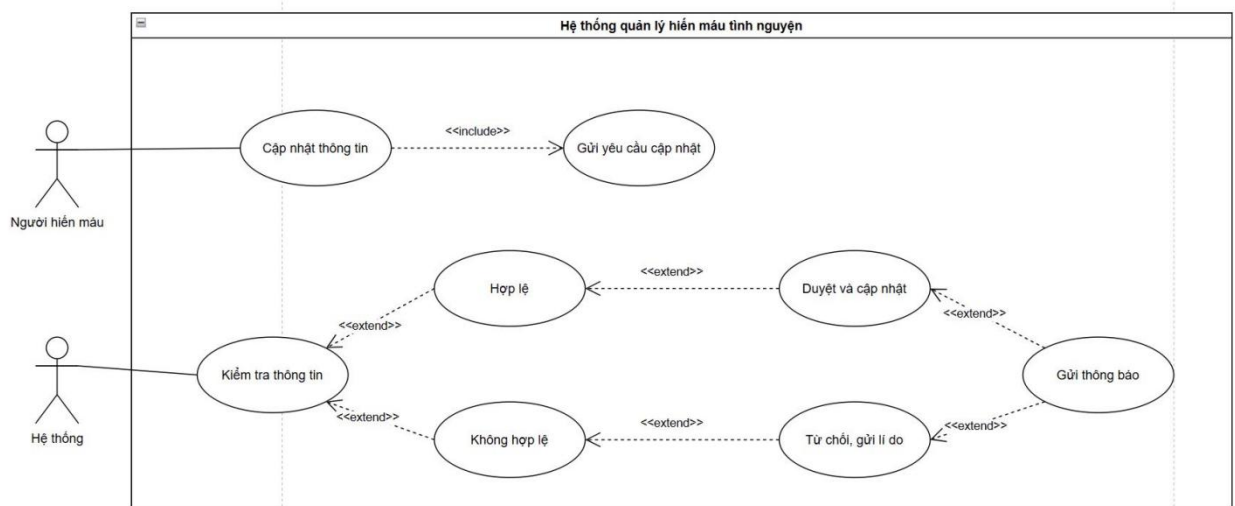 Hệ thống quản lý hiến máu tình nguyện
<<include>>
Cập nhật thông tin
Gửi yêu cầu cập nhật
Người hiến máu
<<extend>>
Hợp lệ
Duyệt và cập nhật
<<extend>>
<<extend>>
Kiểm tra thông tin
Gửi thông báo
Hệ thống
<<extend>>
<<extend>>
<<extend>>
Không hợp lệ
Từ chối, gửi lí do